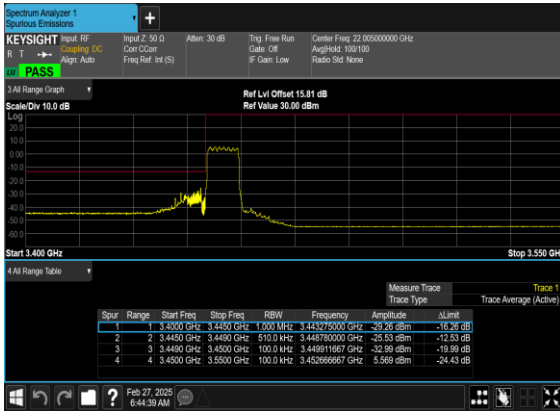 Spectrum Analyzer 1
Spurious Emissions
+
KEYSIGHT Input: RF Input Z: 50 Ω Atten: 30 dB Trig: Free Run Center Freq: 22.005000000 GHz
R T Coupling: DC Corr CCorr Gate: Off Avg|Hold: 100/100
Align: Auto Freq Ref: Int (S) IF Gain: Low Radio Std: None
PASS
3 All Range Graph
Ref Lvl Offset 15.81 dB
Scale/Div 10.0 dB Ref Value 30.00 dBm
Log
20.0
10.0
0.00
-10.0
-20.0
-30.0
-40.0
-50.0
-60.0
Start 3.400 GHz Stop 3.550 GH
4 All Range Table
Measure Trace Trace 1
Trace Type Trace Average (Active)
Spur Range Start Freq Stop Freq RBW Frequency Amplitude ΔLimit
1 1 3.4000 GHz 3.4450 GHz 1.000 MHz 3.443275000 GHz -29.26 dBm -16.26 dB
2 2 3.4450 GHz 3.4490 GHz 510.0 kHz 3.448780000 GHz -25.53 dBm -12.53 dB
3 3 3.4490 GHz 3.4500 GHz 100.0 kHz 3.449911667 GHz -32.99 dBm -19.99 dB
4 4 3.4500 GHz 3.5500 GHz 100.0 kHz 3.452666667 GHz 5.569 dBm -24.43 dB
?
Feb 27, 2025
6:44:39 AM